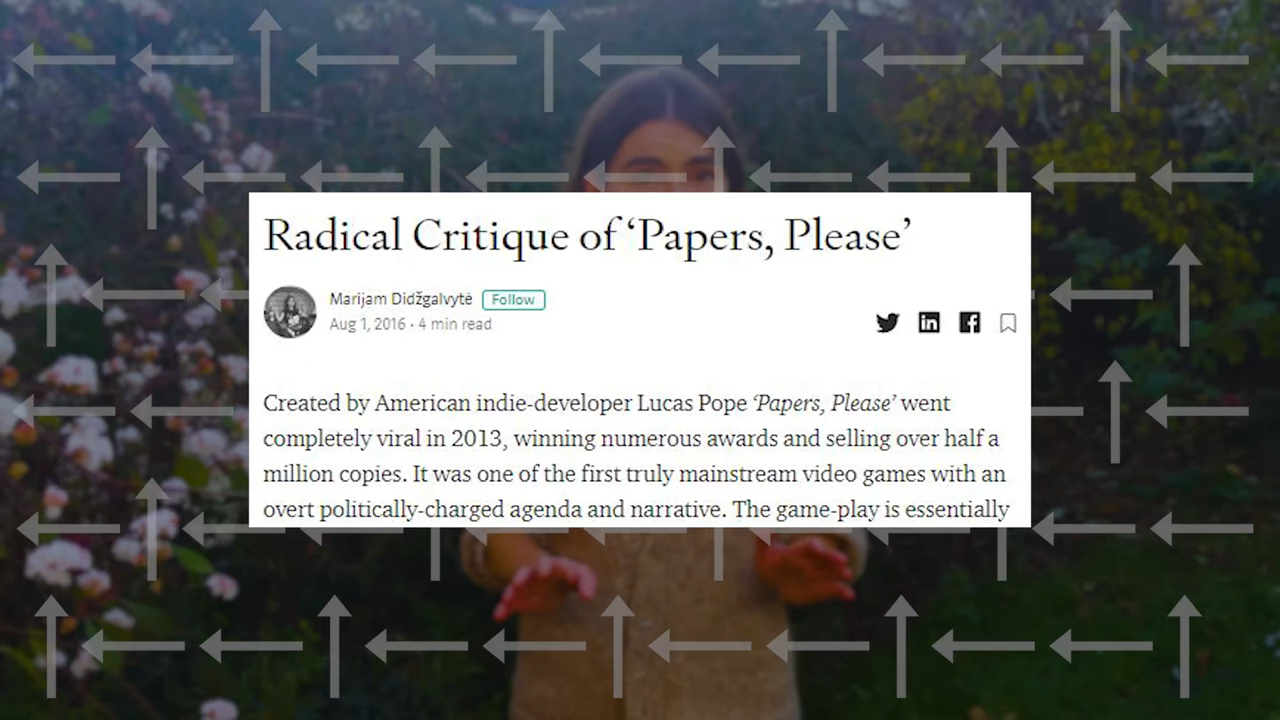 Radical Critique of ‘Papers, Please’
Marijam Didžgalvytė Follow
Aug 1, 2016 · 4 min read
Created by American indie-developer Lucas Pope ‘Papers, Please’ went
completely viral in 2013, winning numerous awards and selling over half a
million copies. It was one of the first truly mainstream video games with an
overt politically-charged agenda and narrative. The game-play is essentially